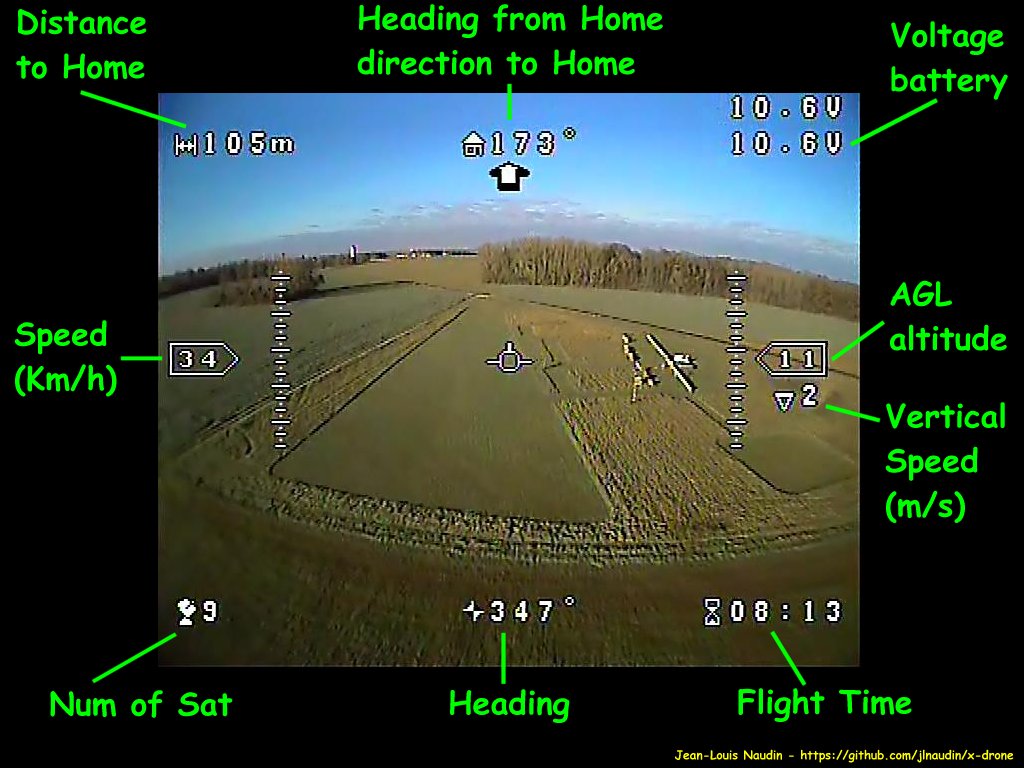 Distance
to Home
Heading from Home
direction to Home
Voltage
battery
10.6V
105m
173°
10.6V
Speed
(Km/h)
34
11
AGL
altitude
2
Vertical
Speed
(m/s)
9
347°
08:13
Num of Sat
Heading
Flight Time
Jean-Louis Naudin - https://github.com/jlnaudin/x-drone